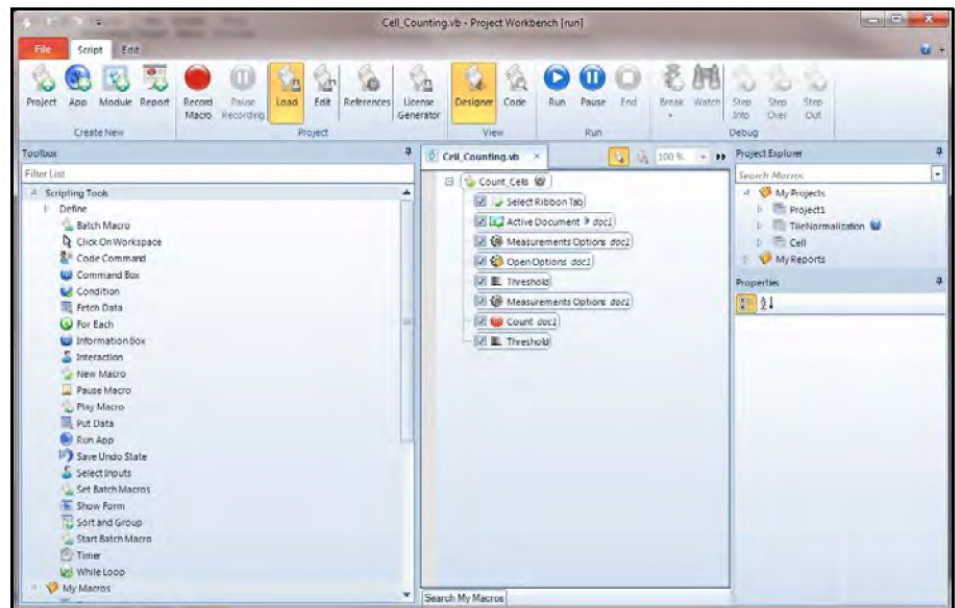 Cell_Counting.vb - Project Workbench [run]
File Script Edit
Project App Module Report Record Macro Pause Recording Load Edit References License Generator Designer Code Run Pause End Break Watch Step Into Step Over Step Out
Create New Project View Run Debug
Toolbox
Filter List
Scripting Tools
Define
Batch Macro
Click On Workspace
Code Command
Command Box
Condition
Fetch Data
For Each
Information Box
Interaction
New Macro
Pause Macro
Play Macro
Put Data
Run App
Save Undo State
Select Inputs
Set Batch Macros
Show Form
Sort and Group
Start Batch Macro
Timer
While Loop
My Macros
Cell_Counting.vb
100 %
Count_Cells
Select Ribbon Tab
Active Document doc1
Measurements Options doc1
Open Options doc1
Threshold
Measurements Options doc1
Count doc1
Threshold
Search My Macros
Project Explorer
Search Macros
My Projects
Project1
TileNormalization
Cell
My Reports
Properties